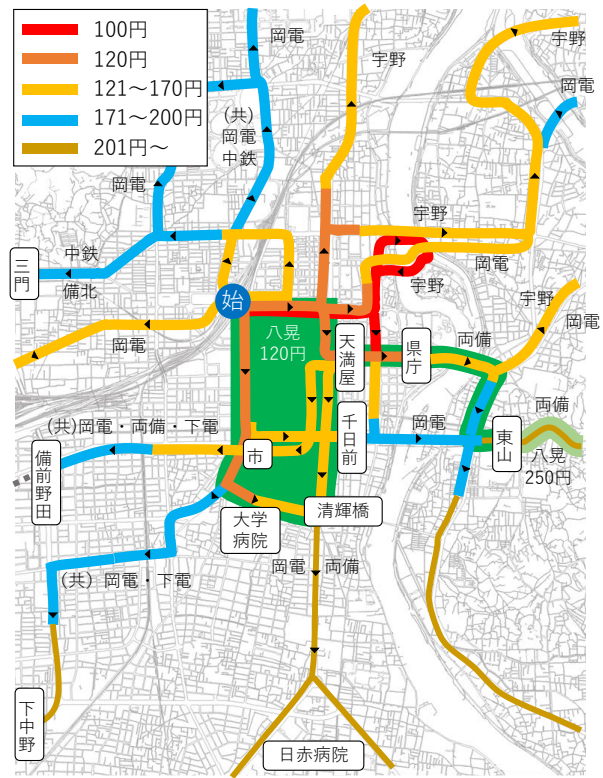 100円
120円
121～170円
171～200円
201円～
岡電
宇野
宇野
岡電
(共)
岡電
中鉄
岡電
宇野
三門
中鉄
備北
岡電
宇野
始
岡電
宇野
岡電
八晃
120円
天満屋
県庁
両備
(共)岡電・両備・下電
千日前
岡電
東山
両備
八晃
250円
市
備前野田
大学
病院
清輝橋
岡電
両備
(共) 岡電・下電
下中野
日赤病院